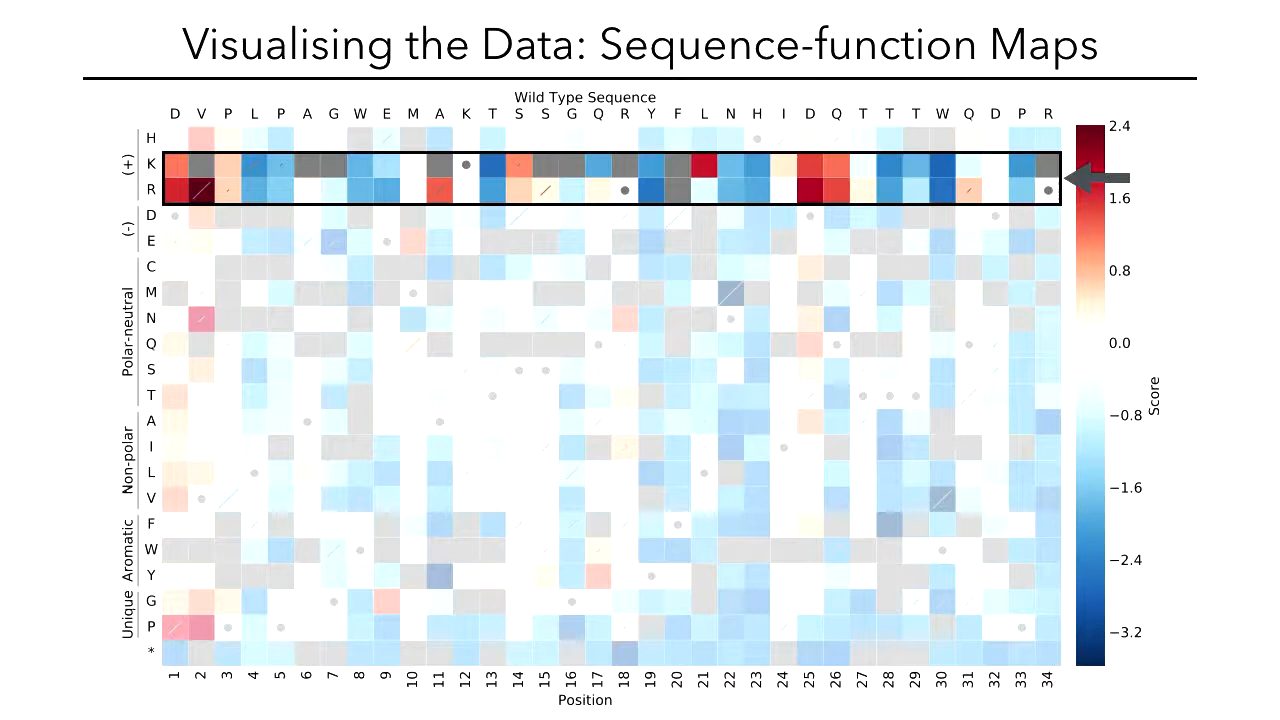 Visualising the Data: Sequence-function Maps
Wild Type Sequence
D V P L P A G W E M A K T S S G Q R Y F L N H I D Q T T T W Q D P R
(+)
H
K
R
(-)
D
E
Polar-neutral
C
M
N
Q
S
T
Non-polar
A
I
L
V
Aromatic
F
W
Y
Unique
G
P
*
1 2 3 4 5 6 7 8 9 10 11 12 13 14 15 16 17 18 19 20 21 22 23 24 25 26 27 28 29 30 31 32 33 34
Position
2.4
1.6
0.8
0.0
−0.8
−1.6
−2.4
−3.2
Score